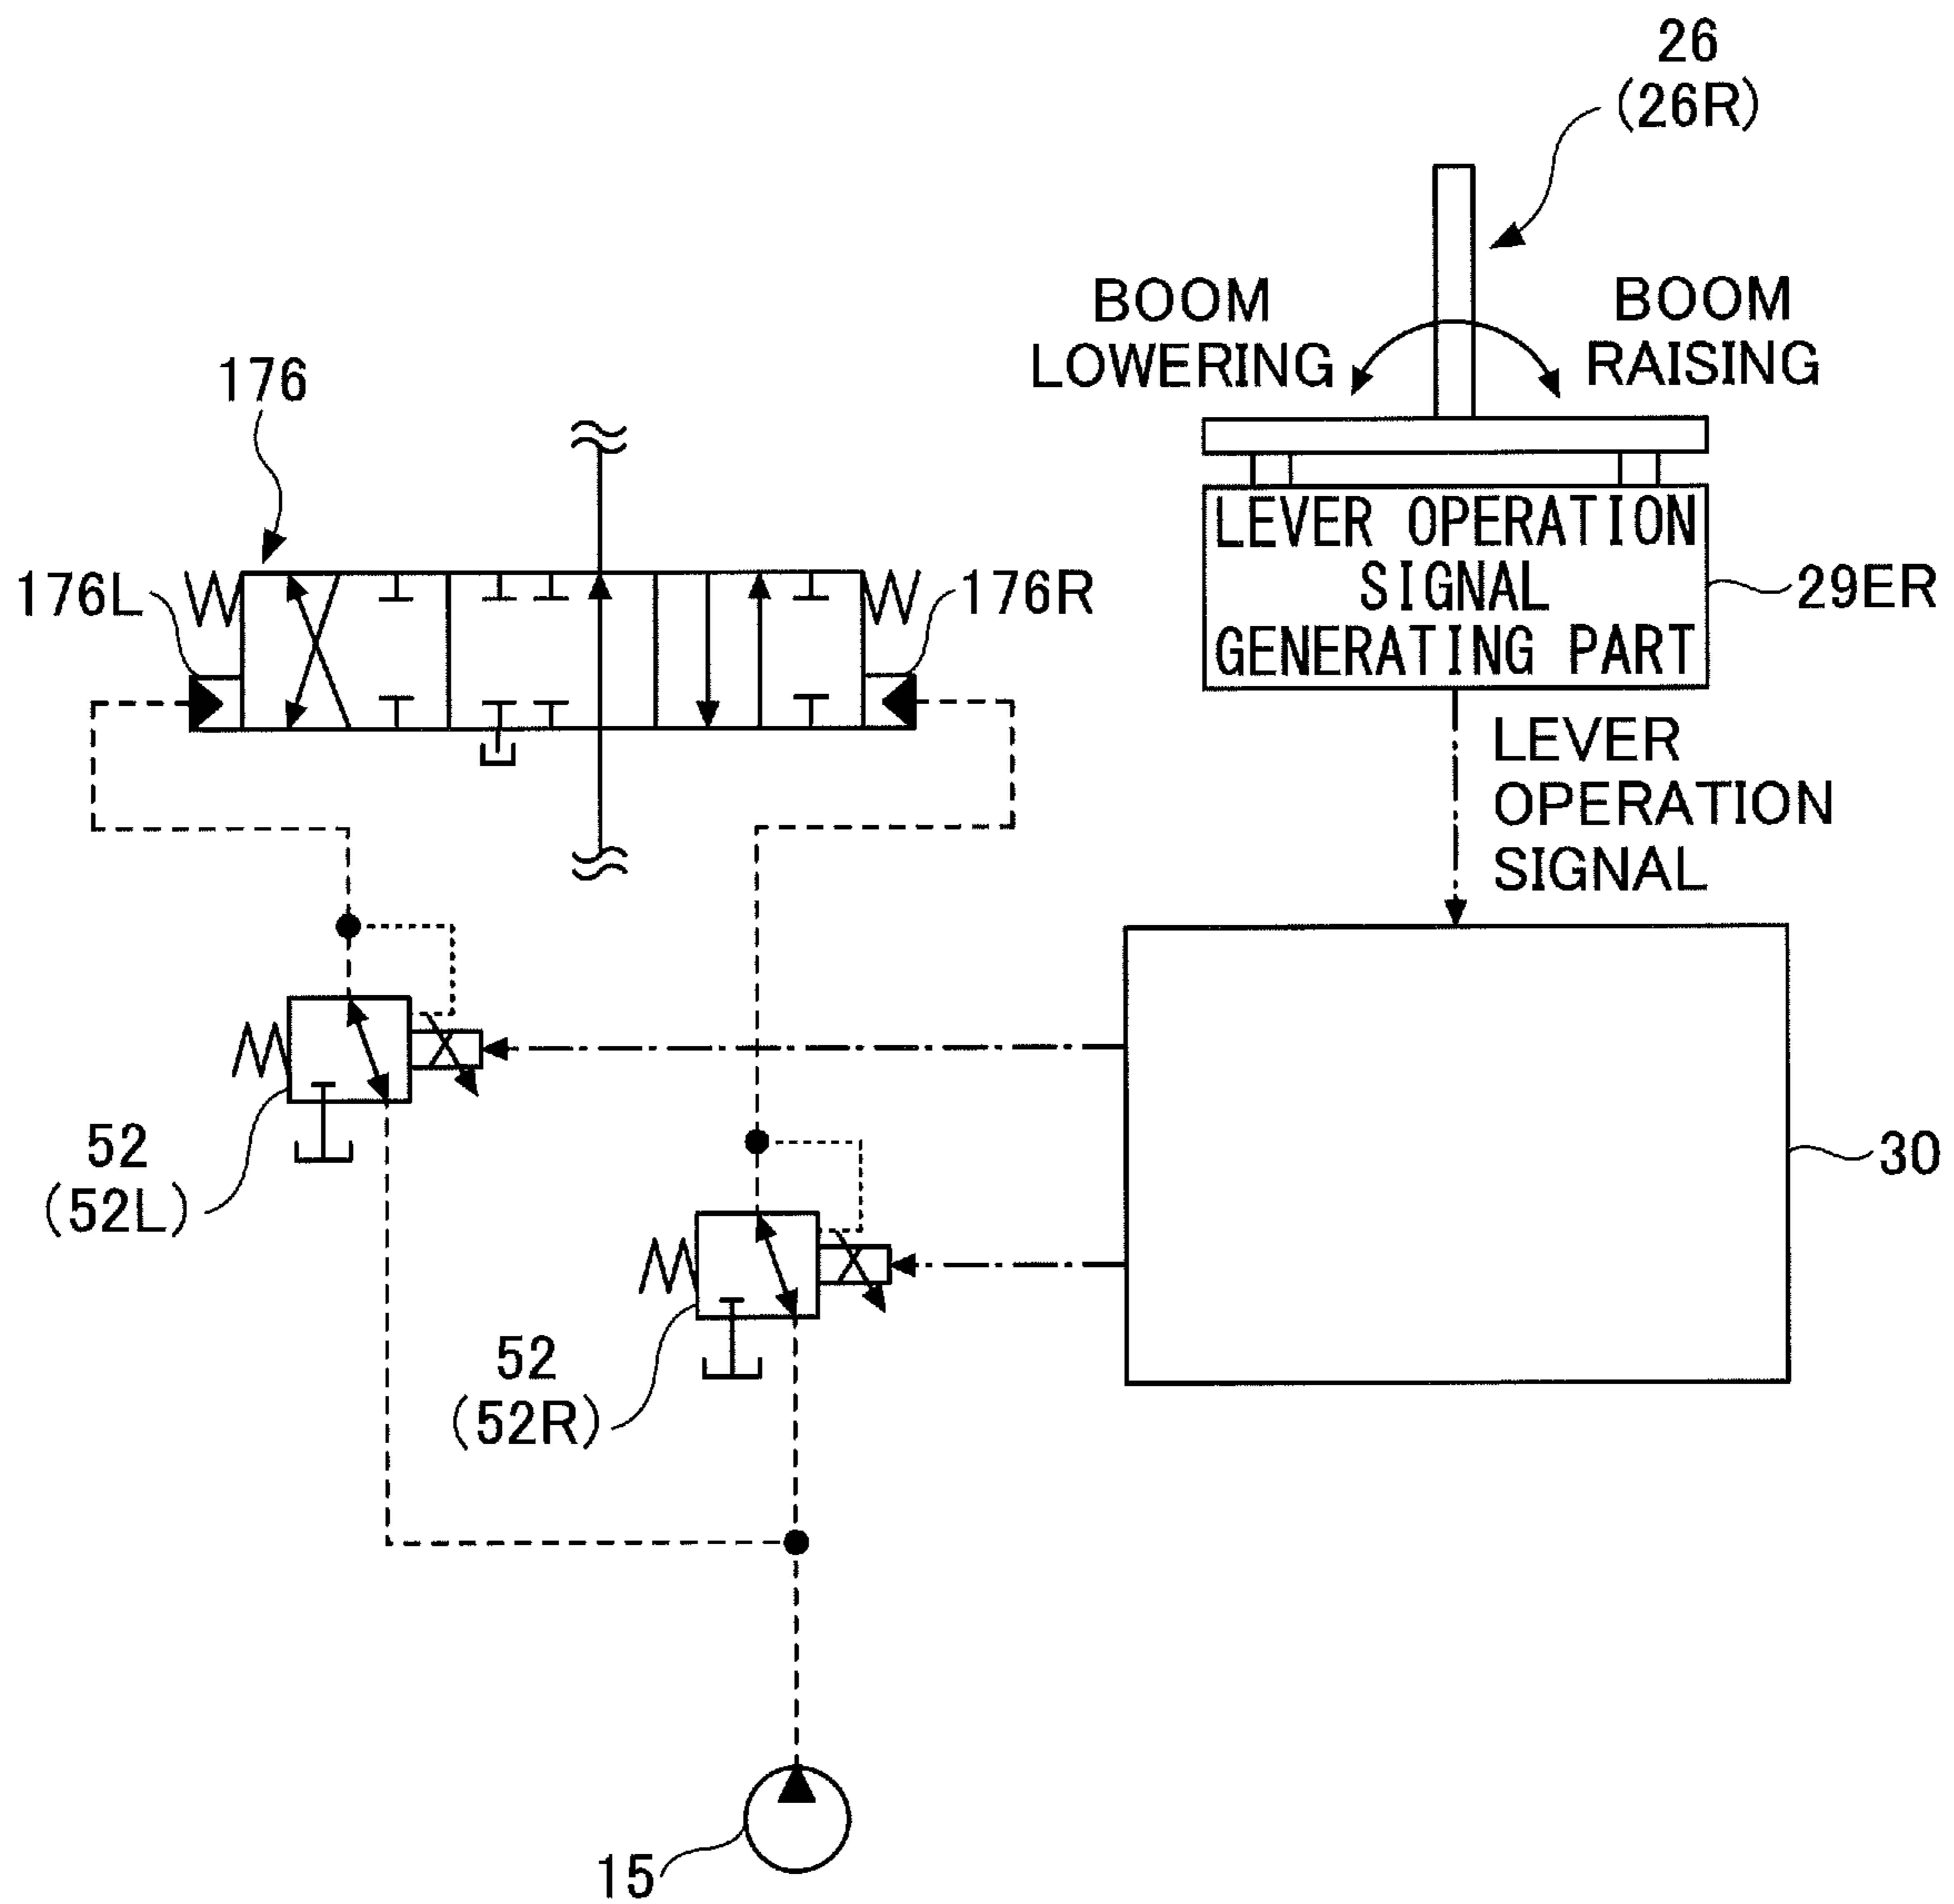 26
(26R)
BOOM
LOWERING
BOOM
RAISING
176
176L
176R
LEVER OPERATION
SIGNAL
GENERATING PART
29ER
LEVER
OPERATION
SIGNAL
52
(52L)
30
52
(52R)
15